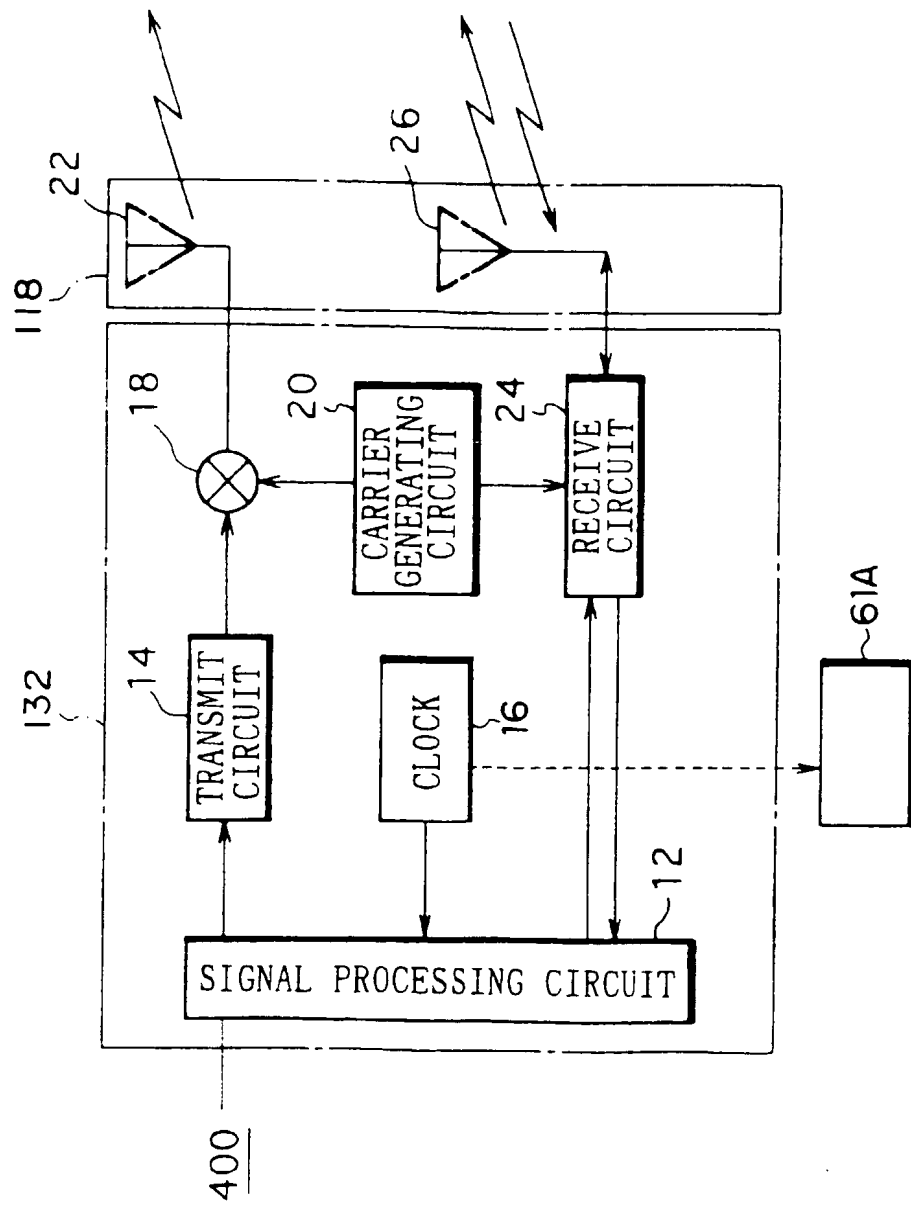 118
22
26
132
14
TRANSMIT
CIRCUIT
18
20
CARRIER
GENERATING
CIRCUIT
24
RECEIVE
CIRCUIT
CLOCK
16
12
SIGNAL PROCESSING CIRCUIT
400
61A